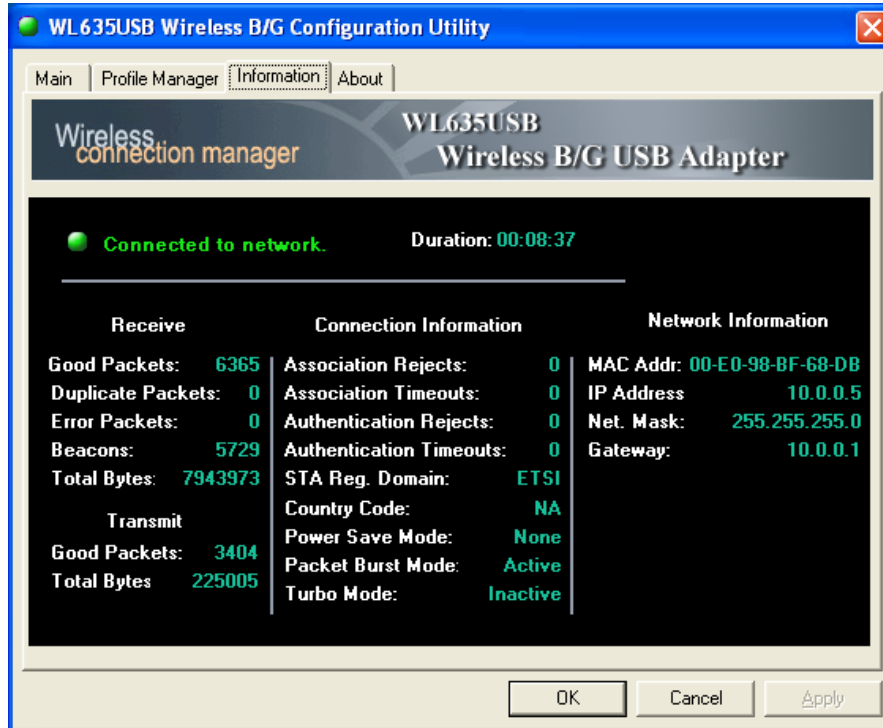 WL635USB Wireless B/G Configuration Utility
Main
Profile Manager
Information
About
Wireless
connection manager
WL635USB
Wireless B/G USB Adapter
Connected to network.
Duration: 00:08:37
Receive
Good Packets: 6365
Duplicate Packets: 0
Error Packets: 0
Beacons: 5729
Total Bytes: 7943973
Transmit
Good Packets: 3404
Total Bytes 225005
Connection Information
Association Rejects: 0
Association Timeouts: 0
Authentication Rejects: 0
Authentication Timeouts: 0
STA Reg. Domain: ETSI
Country Code: NA
Power Save Mode: None
Packet Burst Mode: Active
Turbo Mode: Inactive
Network Information
MAC Addr: 00-E0-98-BF-68-DB
IP Address 10.0.0.5
Net. Mask: 255.255.255.0
Gateway: 10.0.0.1
OK
Cancel
Apply